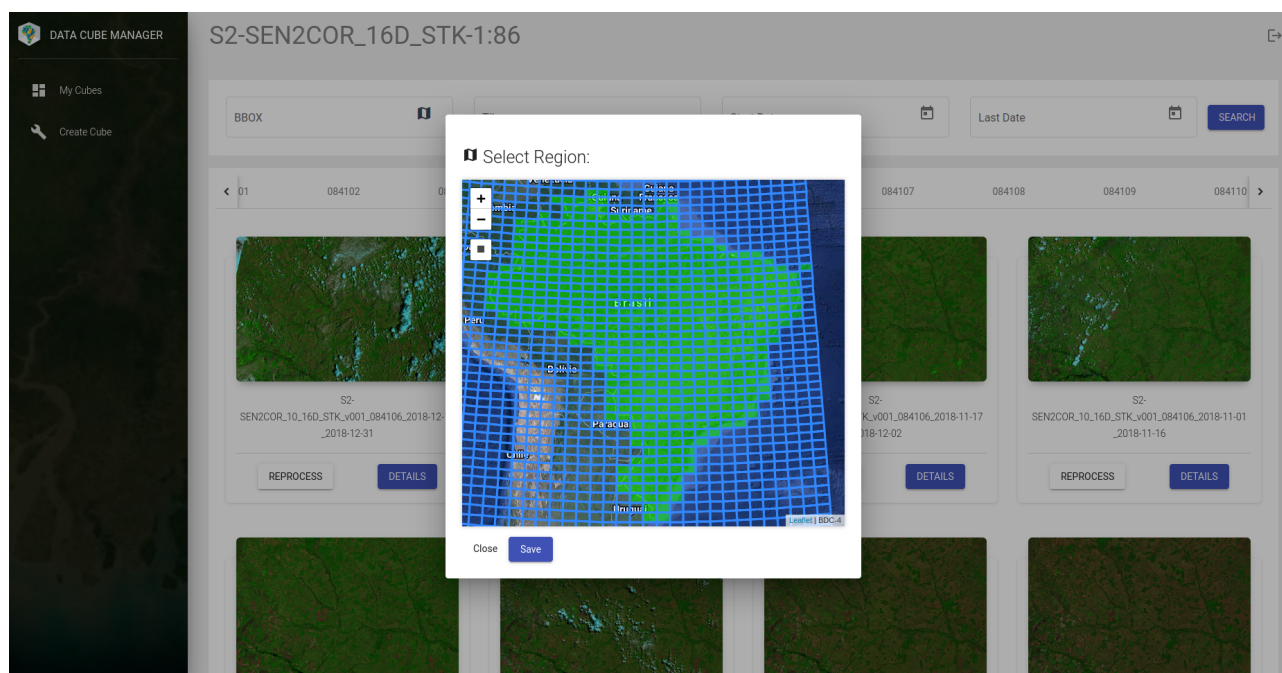 DATA CUBE MANAGER
My Cubes
Create Cube
S2-SEN2COR_16D_STK-1:86
BBOX
Last Date
SEARCH
01
084102
084107
084108
084109
084110
Select Region:
+
−
Suriname
Brasil
Peru
Bolivia
Paraguai
Chile
Uruguai
Leaflet | BDC-4
Close
Save
S2-
SEN2COR_10_16D_STK_v001_084106_2018-12-
_2018-12-31
REPROCESS
DETAILS
S2-
K_v001_084106_2018-11-17
018-12-02
DETAILS
S2-
SEN2COR_10_16D_STK_v001_084106_2018-11-01
_2018-11-16
REPROCESS
DETAILS